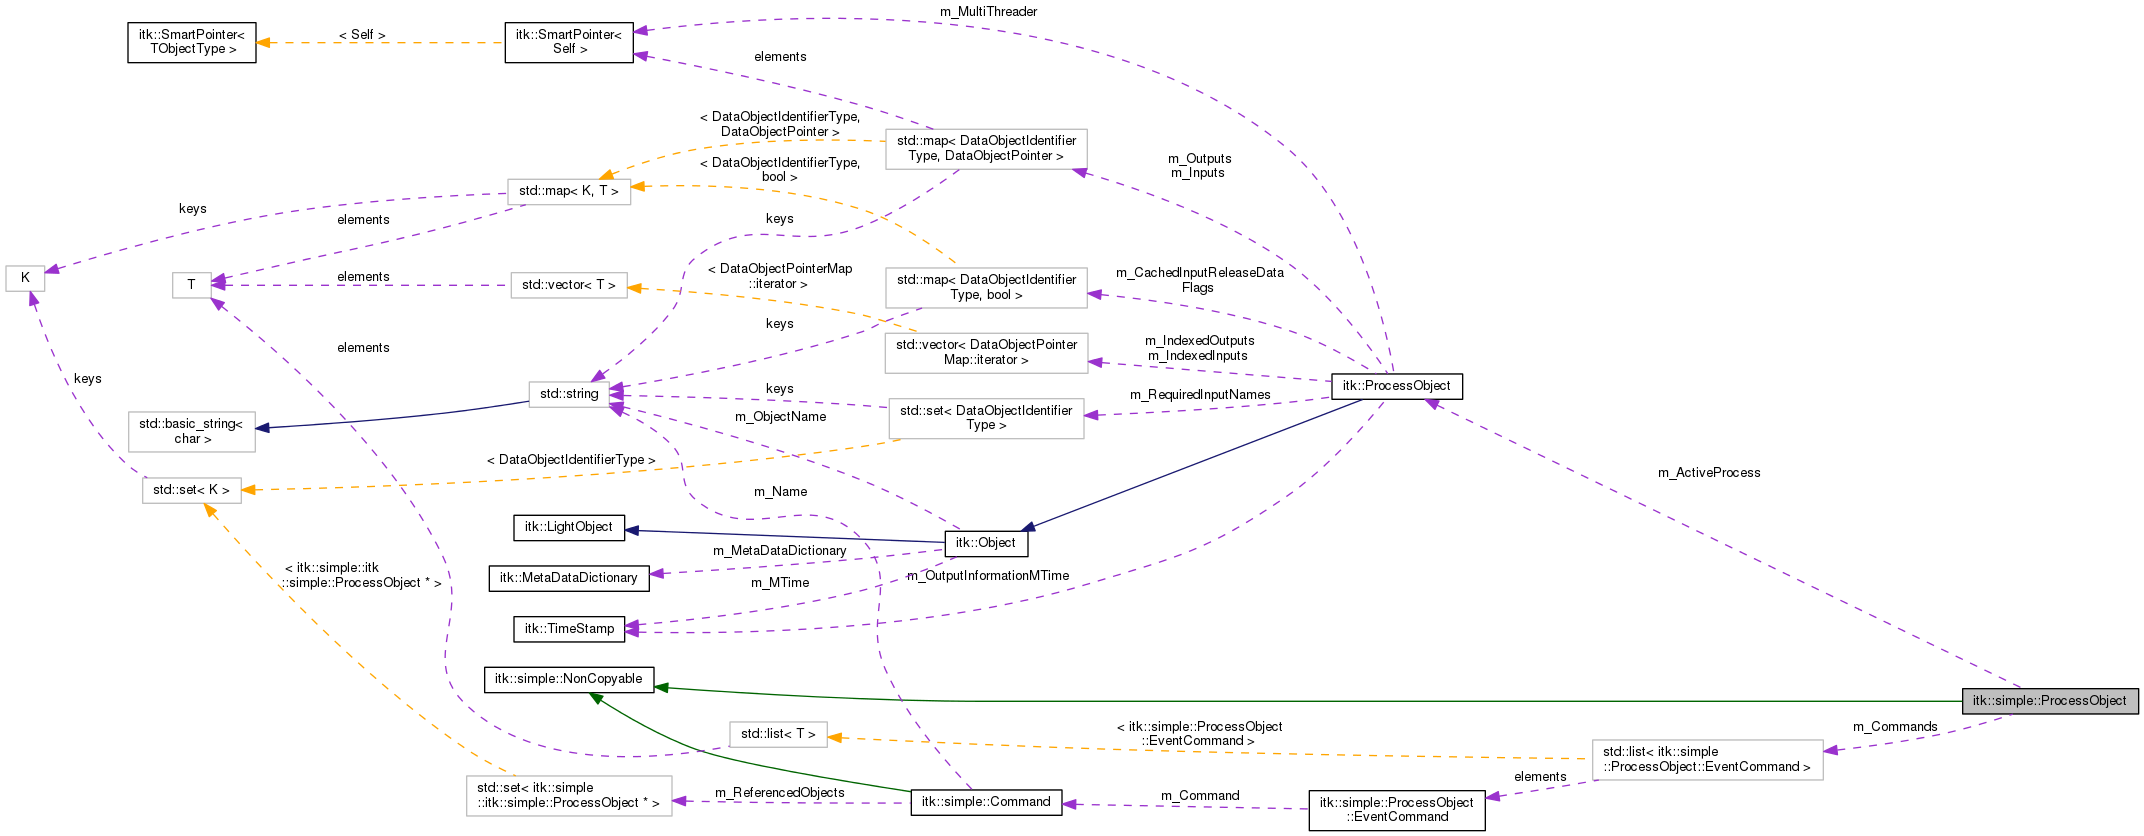 m_MultiThreader
itk::SmartPointer<
TObjectType >
< Self >
itk::SmartPointer<
Self >
elements
< DataObjectIdentifierType,
DataObjectPointer >
std::map< DataObjectIdentifier
Type, DataObjectPointer >
m_Outputs
m_Inputs
< DataObjectIdentifierType,
bool >
std::map< K, T >
keys
elements
keys
K
T
elements
std::vector< T >
< DataObjectPointerMap
::iterator >
std::map< DataObjectIdentifier
Type, bool >
m_CachedInputReleaseData
Flags
keys
elements
std::vector< DataObjectPointer
Map::iterator >
m_IndexedOutputs
m_IndexedInputs
keys
std::string
keys
std::set< DataObjectIdentifier
Type >
m_RequiredInputNames
itk::ProcessObject
std::basic_string<
char >
m_ObjectName
< DataObjectIdentifierType >
std::set< K >
m_Name
m_ActiveProcess
itk::LightObject
itk::Object
m_MetaDataDictionary
itk::MetaDataDictionary
< itk::simple::itk
::simple::ProcessObject * >
m_MTime
m_OutputInformationMTime
itk::TimeStamp
itk::simple::NonCopyable
itk::simple::ProcessObject
std::list< T >
< itk::simple::ProcessObject
::EventCommand >
m_Commands
std::list< itk::simple
::ProcessObject::EventCommand >
elements
std::set< itk::simple
::itk::simple::ProcessObject * >
m_ReferencedObjects
itk::simple::Command
m_Command
itk::simple::ProcessObject
::EventCommand